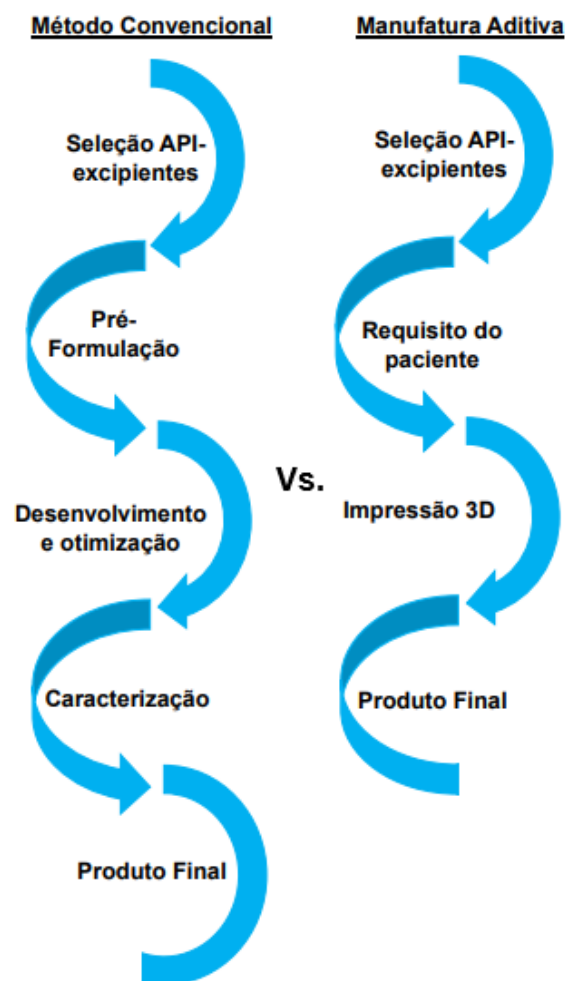 Método Convencional
Seleção API-
excipientes
Pré-
Formulação
Desenvolvimento
e otimização
Caracterização
Produto Final
Vs.
Manufatura Aditiva
Seleção API-
excipientes
Requisito do
paciente
Impressão 3D
Produto Final